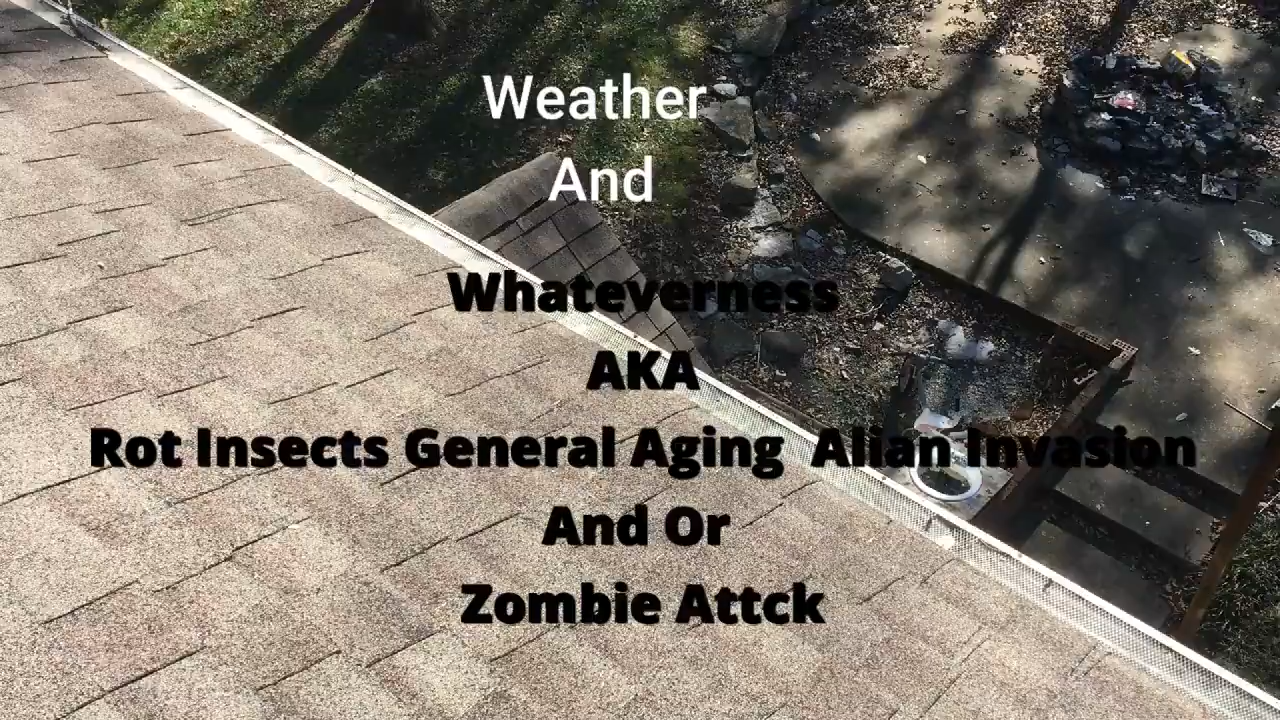 Weather
And
Whateverness
AKA
Rot Insects General Aging  Alian Invasion
And Or
Zombie Attck